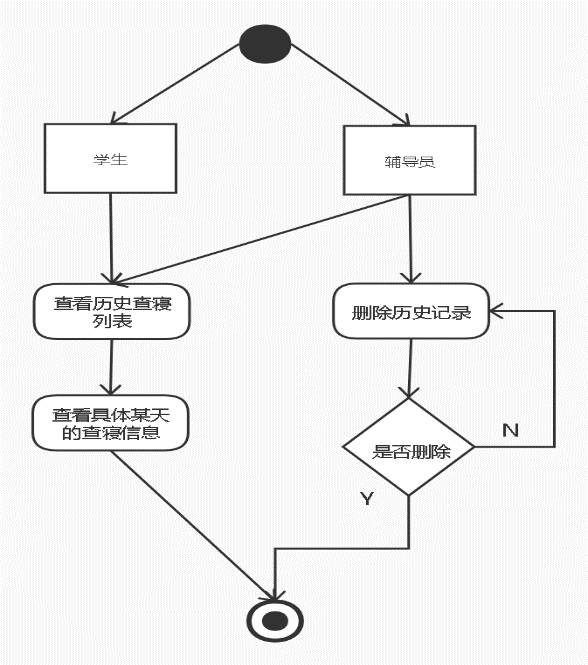 学生
辅导员
查看历史查寝
列表
删除历史记录
查看具体某天
的查寝信息
是否删除
N
Y